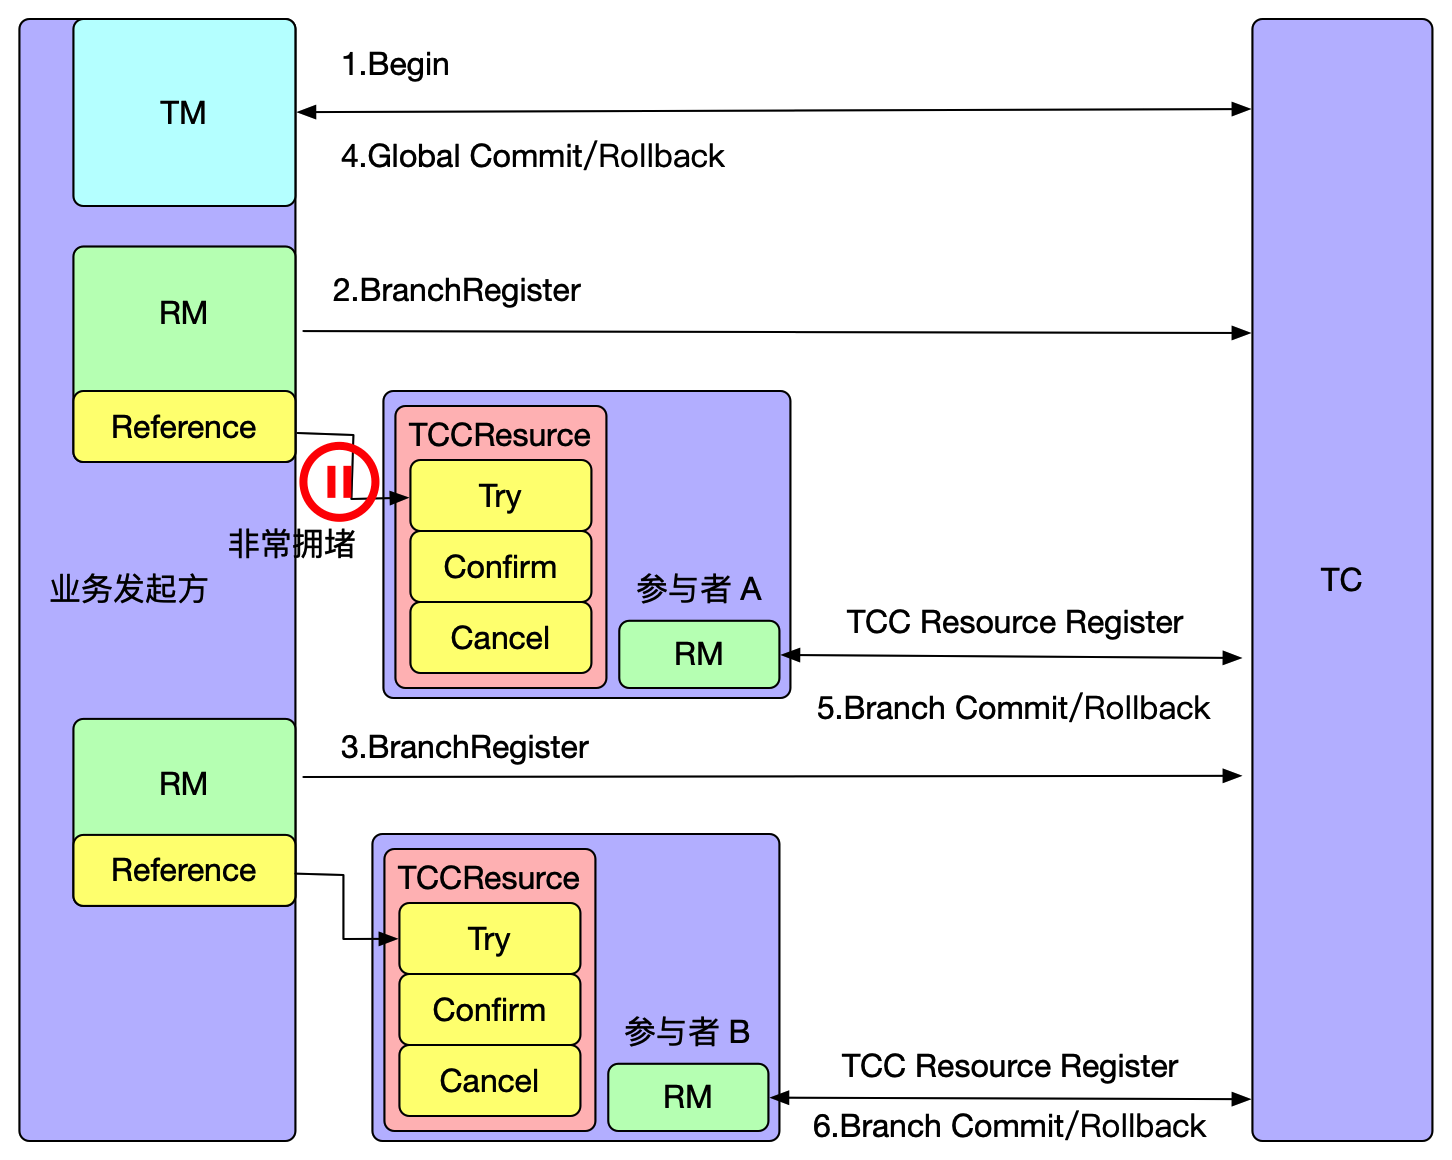 1.Begin
TM
4.Global Commit/Rollback
2.BranchRegister
RM
Reference
TCCResurce
Try
非常拥堵
Confirm
业务发起方
参与者 A
TC
Cancel
RM
TCC Resource Register
5.Branch Commit/Rollback
3.BranchRegister
RM
Reference
TCCResurce
Try
Confirm
参与者 B
Cancel
RM
TCC Resource Register
6.Branch Commit/Rollback